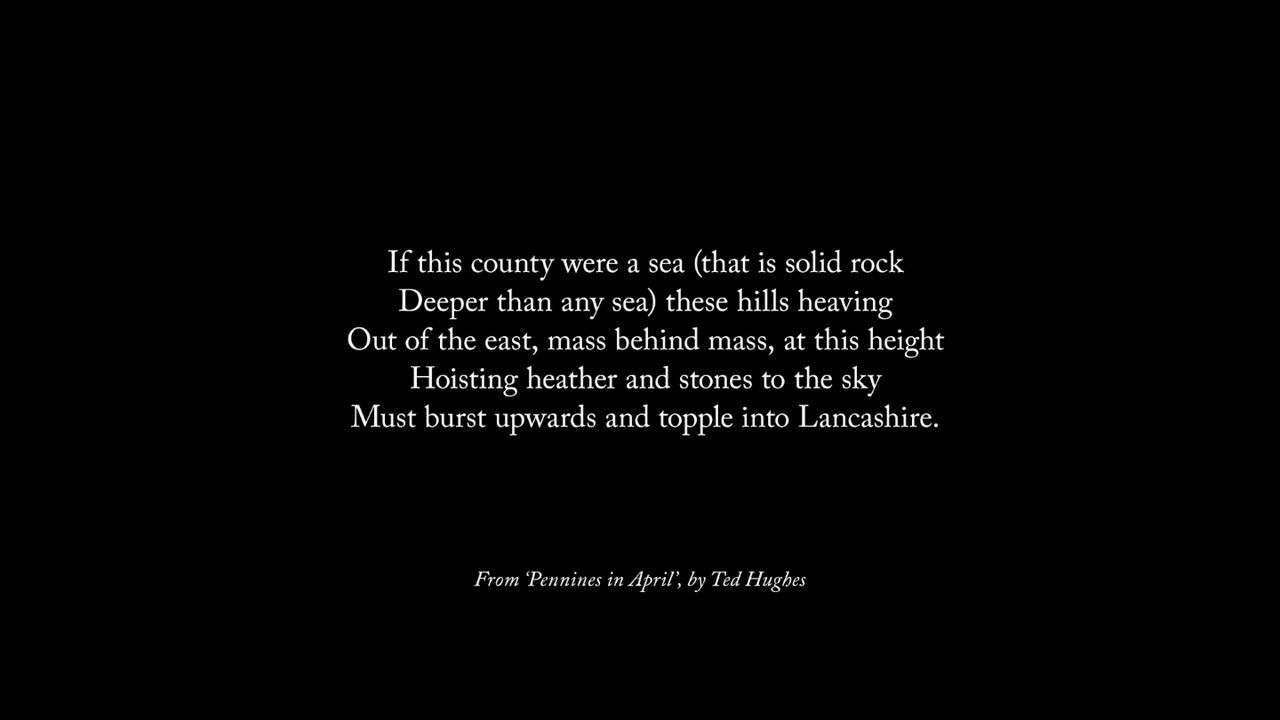 If this county were a sea (that is solid rock
Deeper than any sea) these hills heaving
Out of the east, mass behind mass, at this height
Hoisting heather and stones to the sky
Must burst upwards and topple into Lancashire.
From ‘Pennines in April’, by Ted Hughes